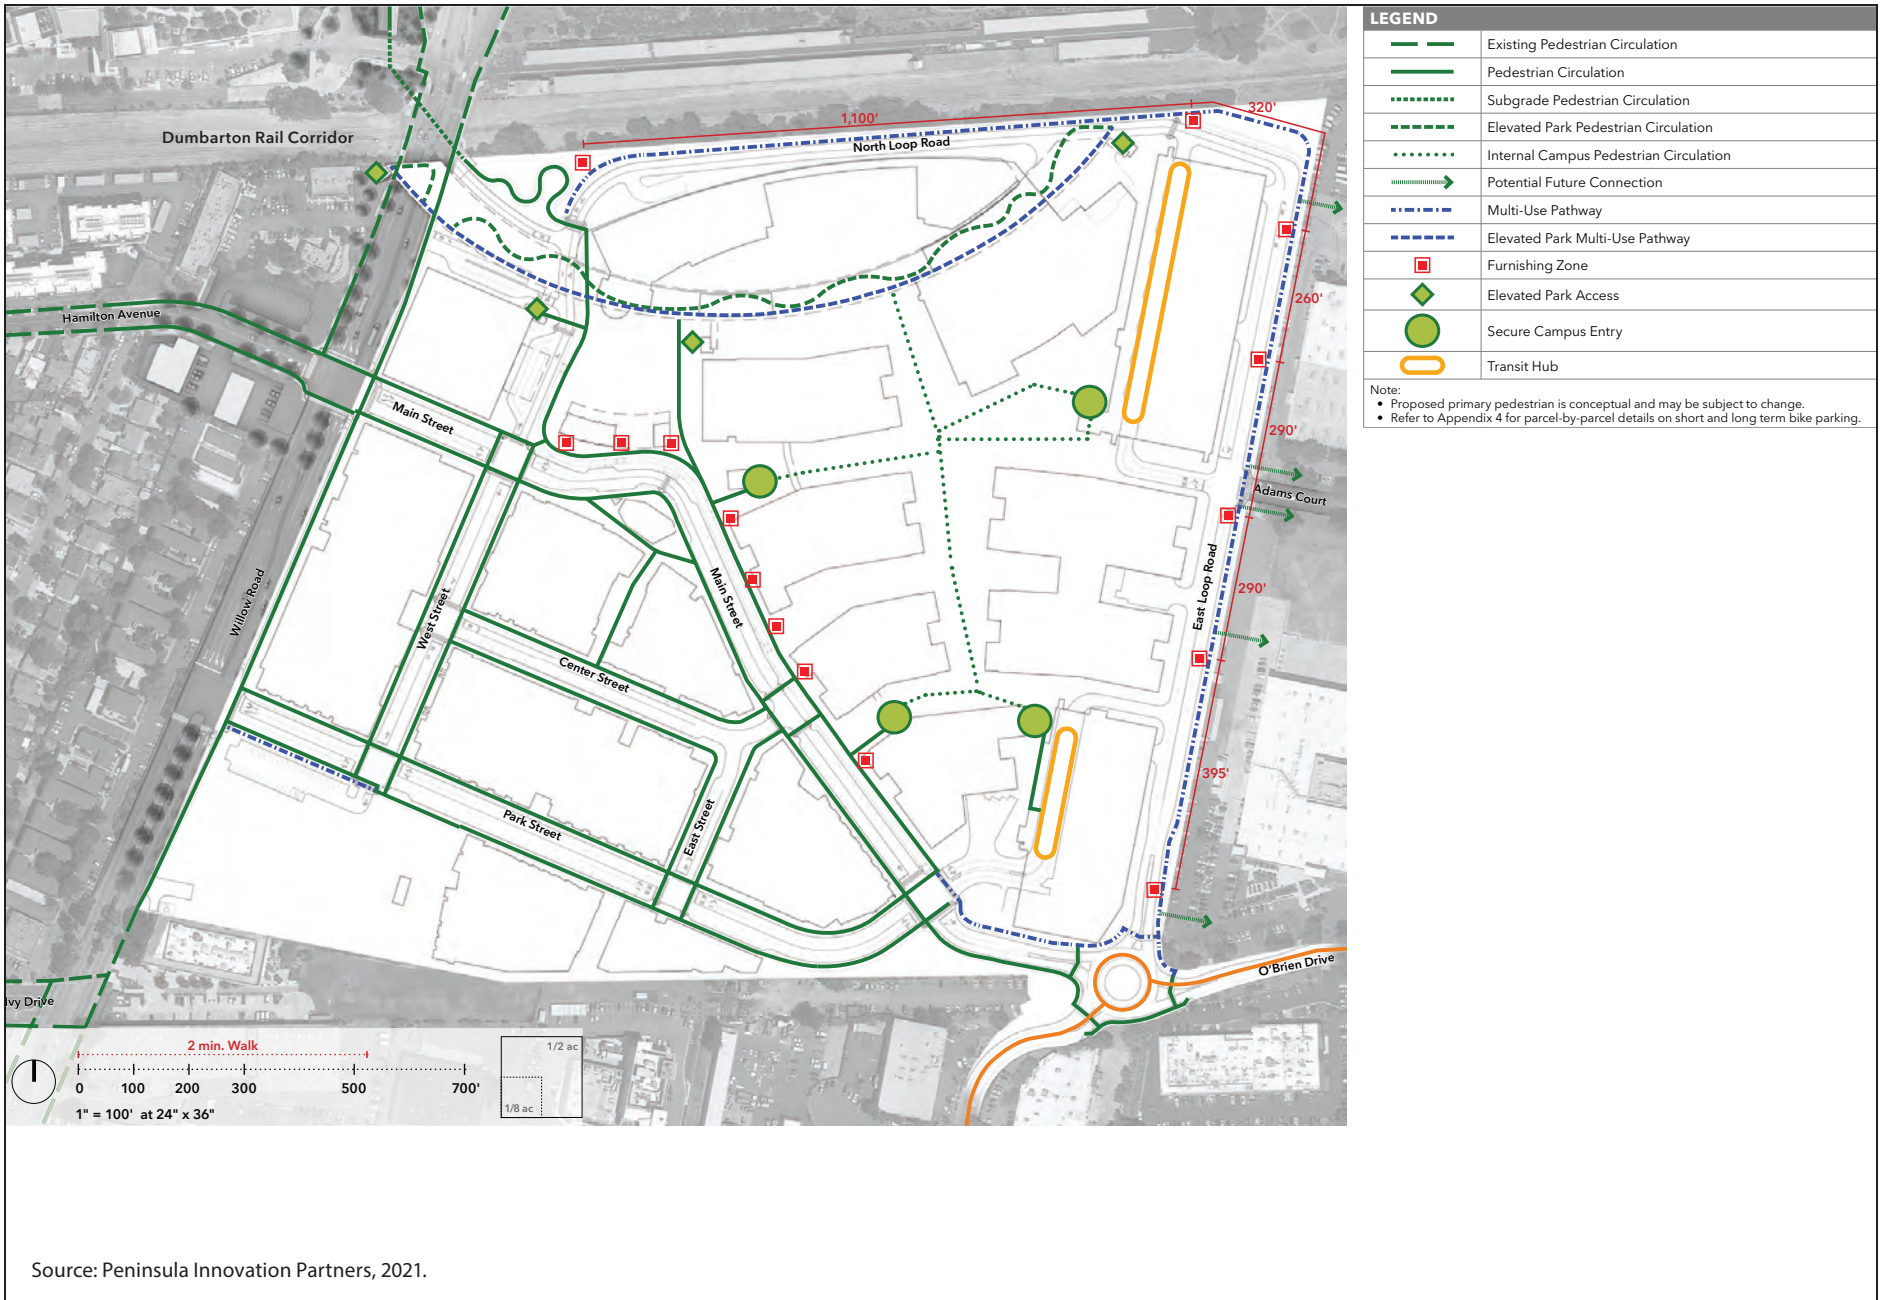 LEGEND
Existing Pedestrian Circulation
Pedestrian Circulation
Subgrade Pedestrian Circulation
Elevated Park Pedestrian Circulation
Internal Campus Pedestrian Circulation
Potential Future Connection
Multi-Use Pathway
Elevated Park Multi-Use Pathway
Furnishing Zone
Elevated Park Access
Secure Campus Entry
Transit Hub
Note:
• Proposed primary pedestrian is conceptual and may be subject to change.
• Refer to Appendix 4 for parcel-by-parcel details on short and long term bike parking.
320'
1,100'
Dumbarton Rail Corridor
North Loop Road
260'
Hamilton Avenue
Main Street
290'
Adams Court
Main Street
East Loop Road
290'
Willow Road
West Street
Center Street
395'
Park Street
East Street
O'Brien Drive
Ivy Drive
2 min. Walk
0 100 200 300 500 700'
1" = 100' at 24" x 36"
1/2 ac
1/8 ac
Source: Peninsula Innovation Partners, 2021.